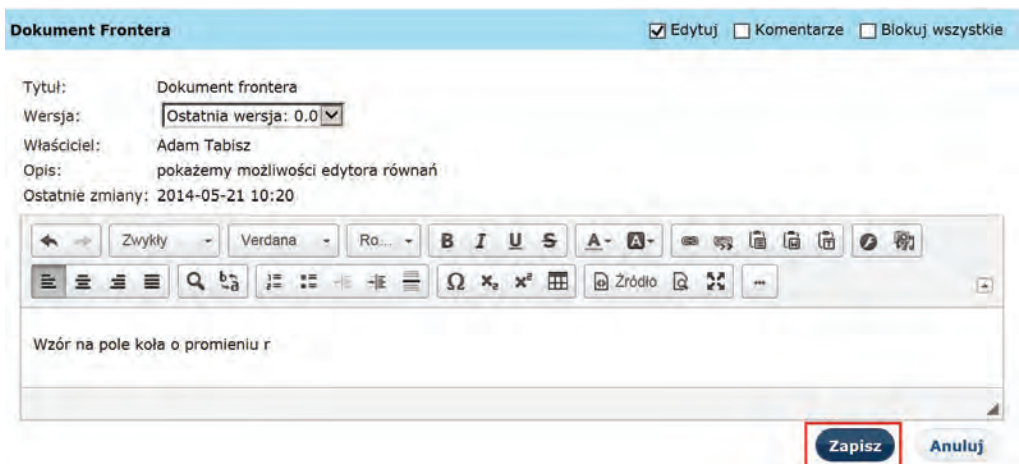 Dokument Frontera Edytuj Komentarze Blokuj wszystkie
Tytuł: Dokument frontera
Wersja: Ostatnia wersja: 0.0
Właściciel: Adam Tabisz
Opis: pokażemy możliwości edytora równań
Ostatnie zmiany: 2014-05-21 10:20
Zwykły Verdana Ro... B I U S A A
Ω x₂ x² Źródło ...
Wzór na pole koła o promieniu r
Zapisz Anuluj